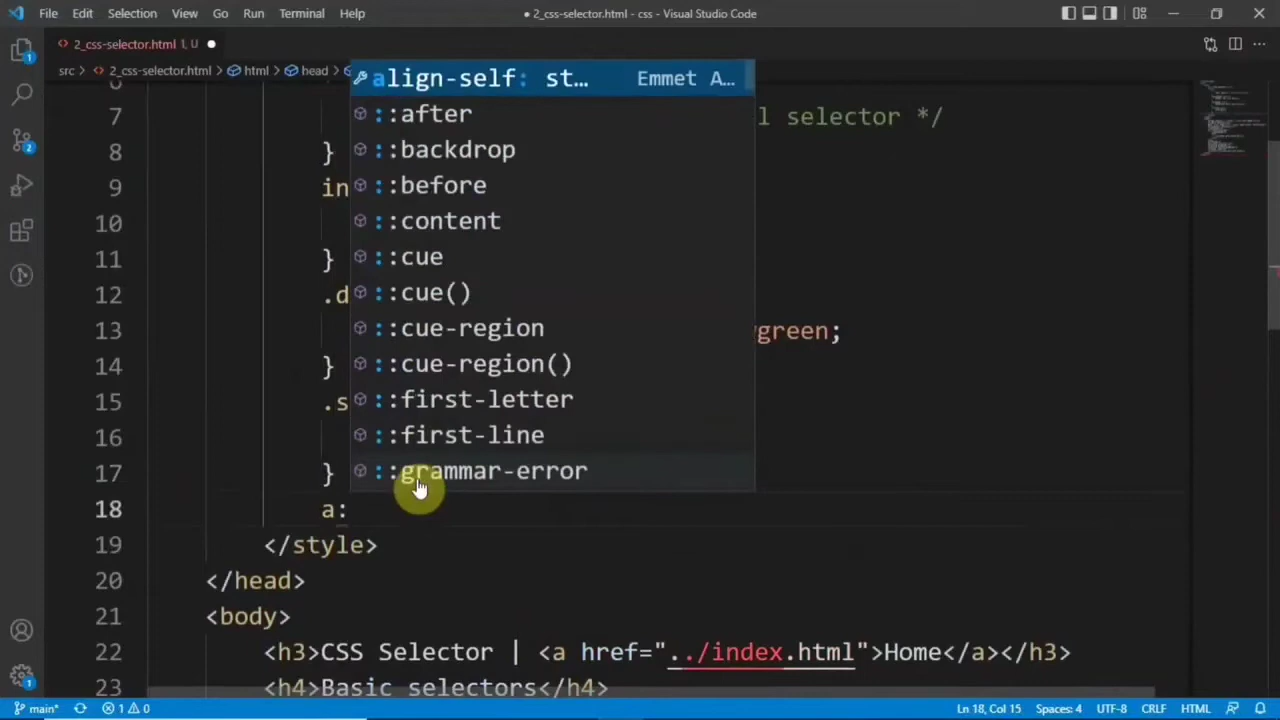 File Edit Selection View Go Run Terminal Help
● 2_css-selector.html - css - Visual Studio Code
2_css-selector.html 1, U ●
src > 2_css-selector.html > html > head >
align-self: st… Emmet A…
::after
::backdrop
::before
::content
::cue
::cue()
::cue-region
::cue-region()
::first-letter
::first-line
::grammar-error
7 l selector */
8 }
9 in
10
11 }
12 .d
13 green;
14 }
15 .s
16
17 }
18 a:
19 </style>
20 </head>
21 <body>
22 <h3>CSS Selector | <a href="../index.html">Home</a></h3>
23 <h4>Basic selectors</h4>
main* 1 0 Ln 18, Col 15 Spaces: 4 UTF-8 CRLF HTML